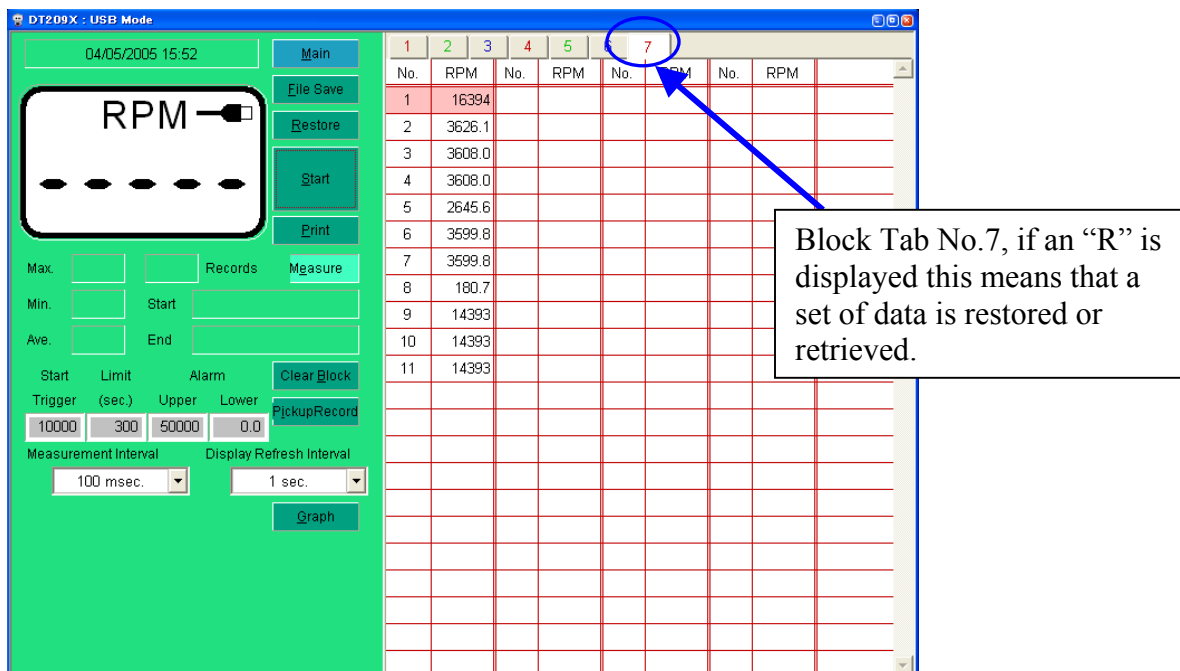 DT209X : USB Mode
04/05/2005 15:52
Main
File Save
Restore
Start
Print
Measure
RPM
Max.
Records
Min.
Start
Ave.
End
Start Limit Alarm
Trigger (sec.) Upper Lower
10000 300 50000 0.0
Clear Block
PickupRecord
Measurement Interval Display Refresh Interval
100 msec. 1 sec.
Graph
1 2 3 4 5 6 7
No. RPM No. RPM No. RPM No. RPM
1 16394
2 3626.1
3 3608.0
4 3608.0
5 2645.6
6 3599.8
7 3599.8
8 180.7
9 14393
10 14393
11 14393
Block Tab No.7, if an “R” is
displayed this means that a
set of data is restored or
retrieved.